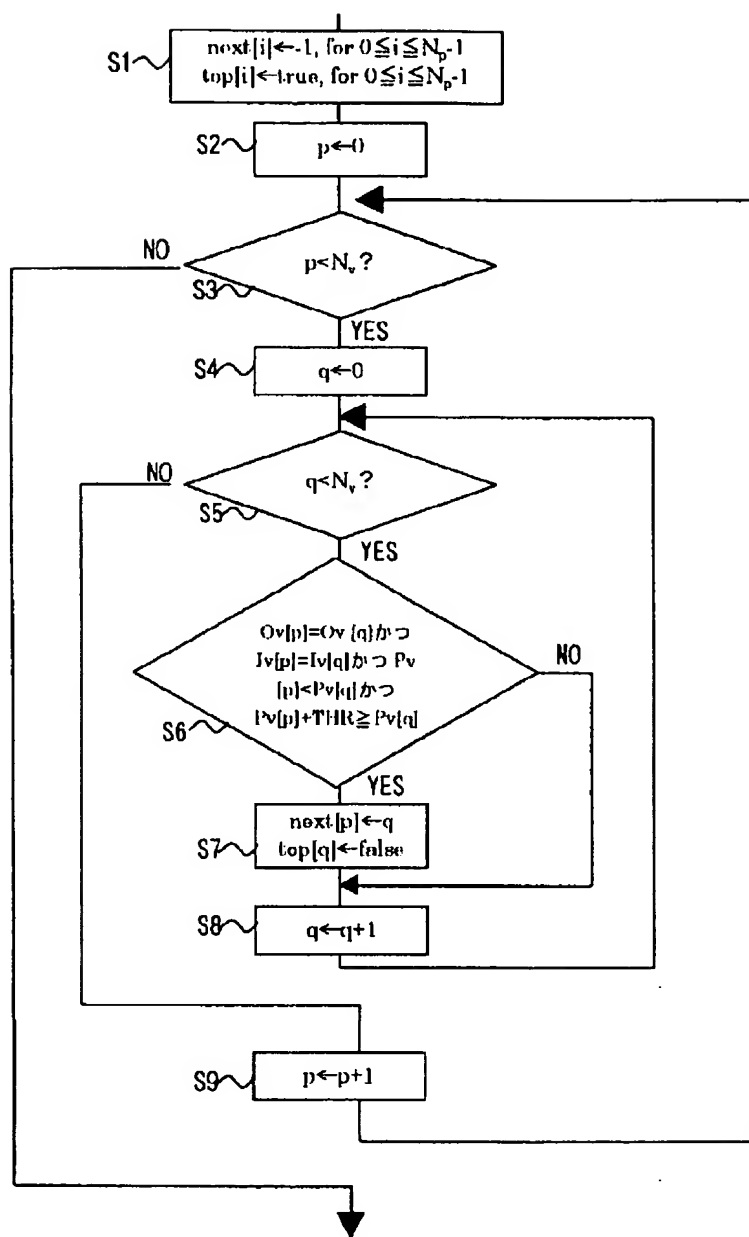 S1
next[i]←-1, for 0≦i≦Np-1
top[i]←true, for 0≦i≦Np-1
S2
p←0
NO
p<Nv?
S3
YES
S4
q←0
NO
q<Nv?
S5
YES
Ov[p]=Ov[q]かつ
Iv[p]=Iv[q]かつ Pv
[p]<Pv[q]かつ
Pv[p]+THR≧Pv[q]
NO
S6
YES
next[p]←q
top[q]←false
S7
S8
q←q+1
S9
p←p+1